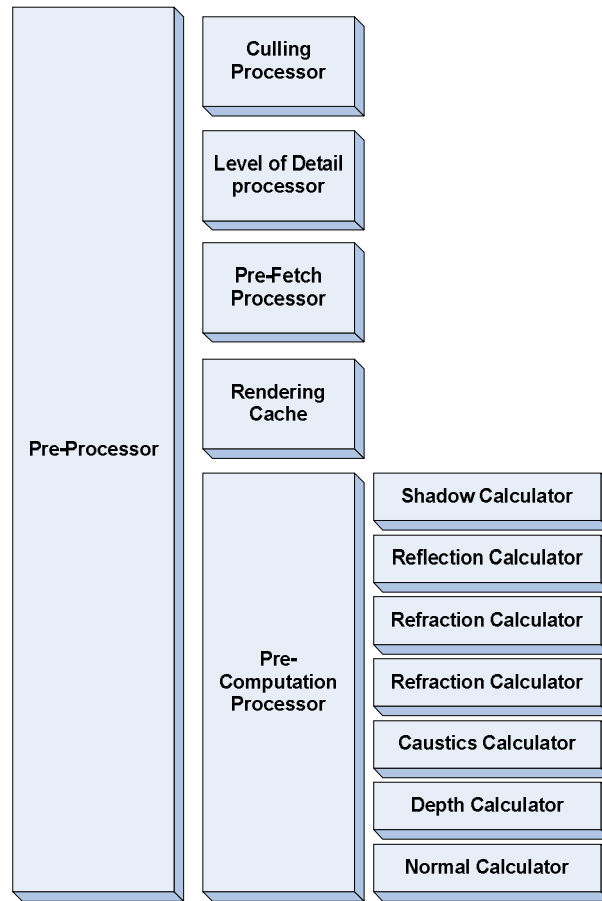 Culling
Processor
Level of Detail
processor
Pre-Fetch
Processor
Rendering
Cache
Pre-Processor
Pre-
Computation
Processor
Shadow Calculator
Reflection Calculator
Refraction Calculator
Refraction Calculator
Caustics Calculator
Depth Calculator
Normal Calculator